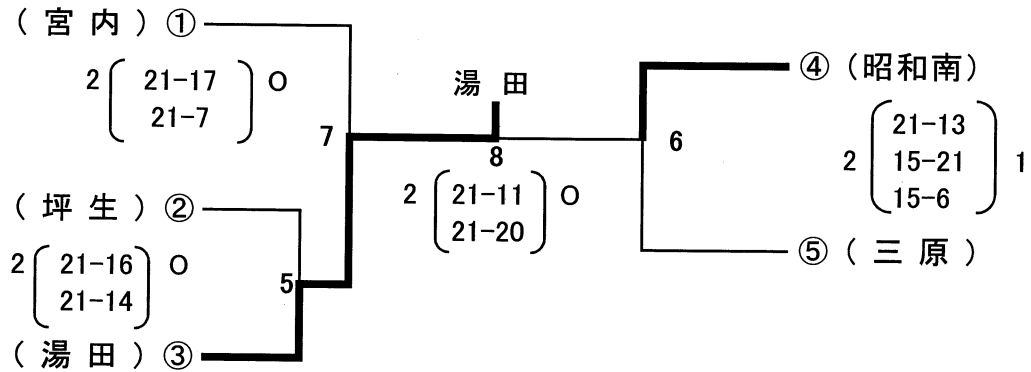 (宮内)①
2 ( 21-17 ) 0
21-7
7
(坪生)②
2 ( 21-16 ) 0
21-14
5
(湯田)③
湯田
8
2 ( 21-11 ) 0
21-20
④(昭和南)
6
21-13
2 ( 15-21 ) 1
15-6
⑤(三原)